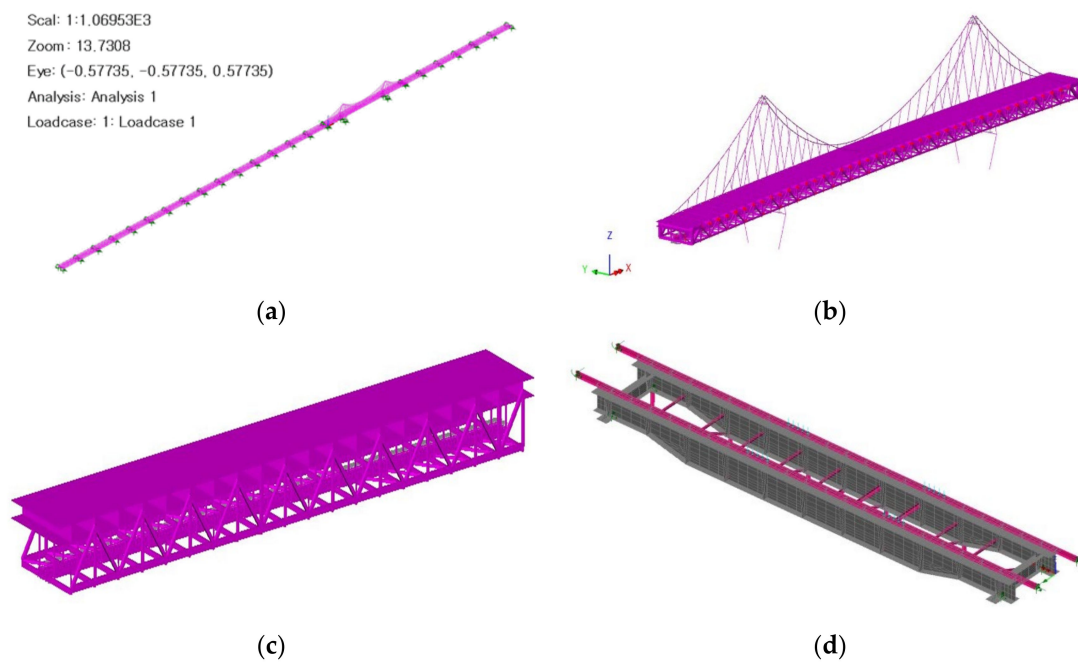 Scal: 1:1.06953E3
Zoom: 13.7308
Eye: (-0.57735, -0.57735, 0.57735)
Analysis: Analysis 1
Loadcase: 1: Loadcase 1
Z
Y
X
(a)
(b)
(c)
(d)